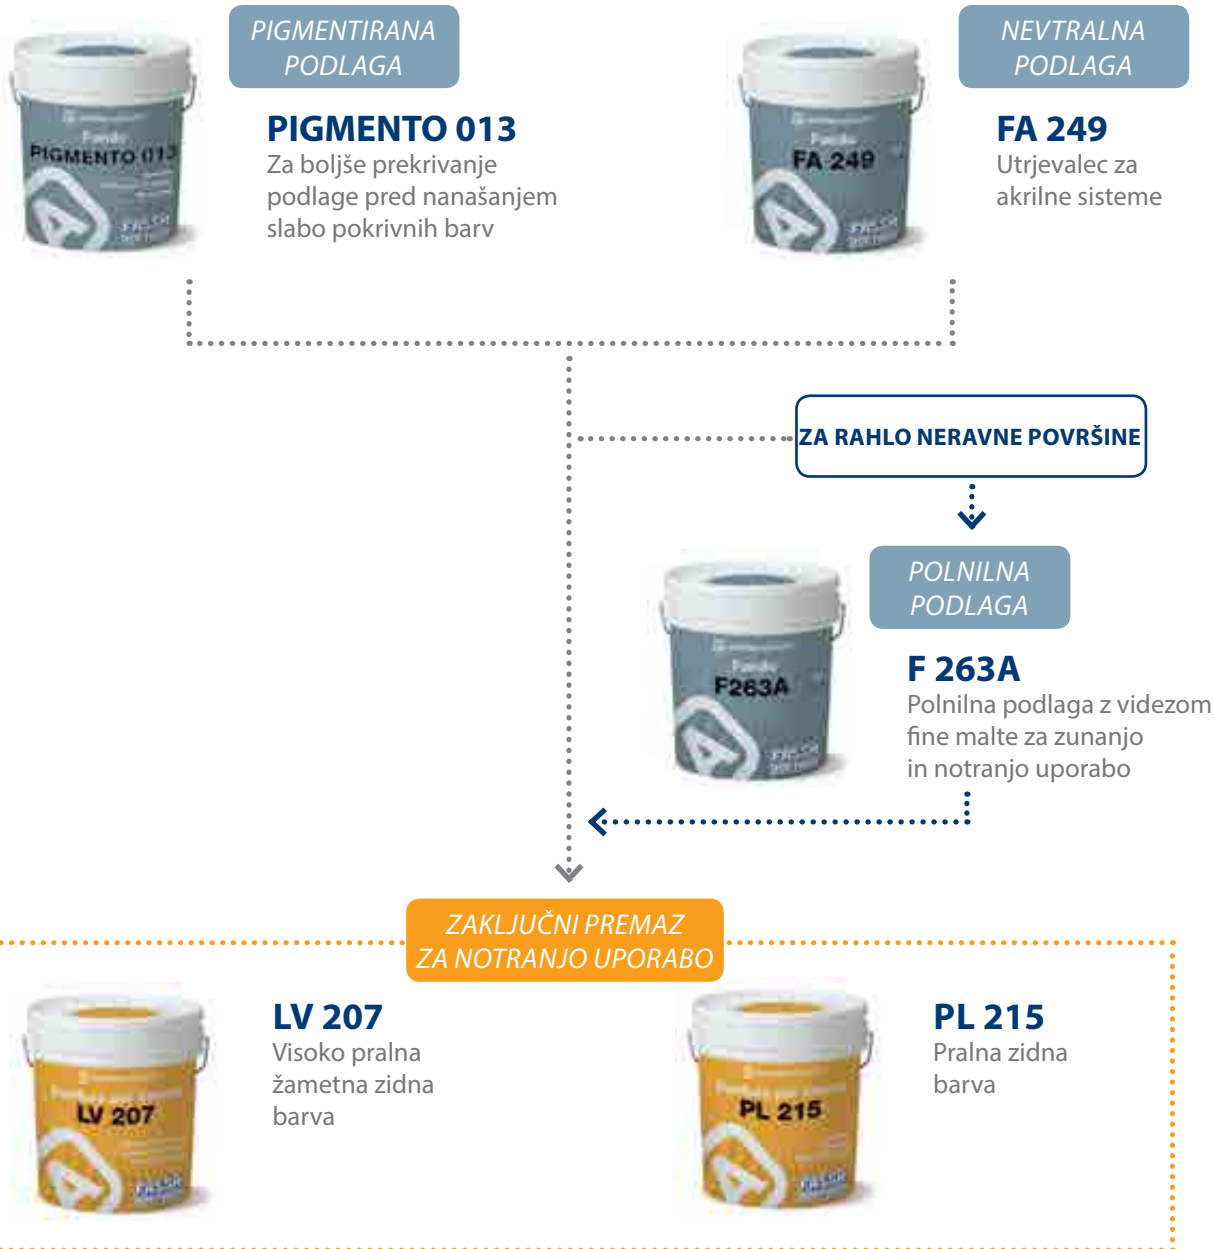 PIGMENTIRANA
PODLAGA
PIGMENTO 013
Za boljše prekrivanje
podlage pred nanašanjem
slabo pokrivnih barv
PIGMENTO 013
NEVTRALNA
PODLAGA
FA 249
Utrjevalec za
akrilne sisteme
FA 249
ZA RAHLO NERAVNE POVRŠINE
POLNILNA
PODLAGA
F 263A
Polnilna podlaga z videzom
fine malte za zunanjo
in notranjo uporabo
F263A
ZAKLJUČNI PREMAZ
ZA NOTRANJO UPORABO
LV 207
Visoko pralna
žametna zidna
barva
LV 207
PL 215
Pralna zidna
barva
PL 215